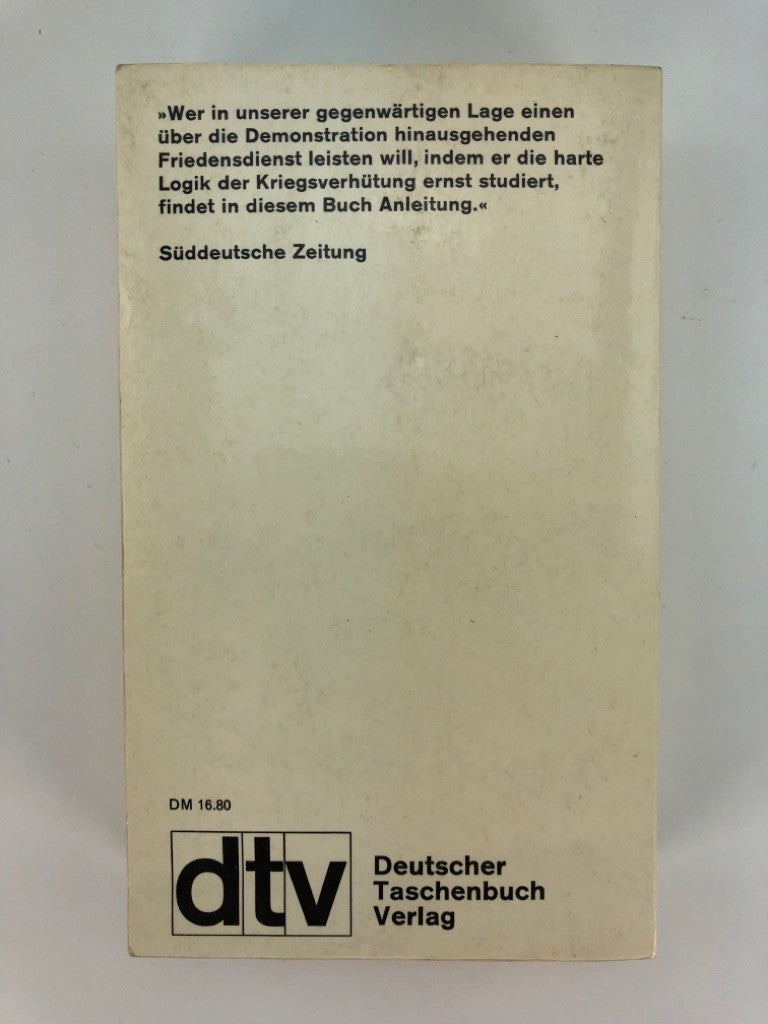 »Wer in unserer gegenwärtigen Lage einen
über die Demonstration hinausgehenden
Friedensdienst leisten will, indem er die harte
Logik der Kriegsverhütung ernst studiert,
findet in diesem Buch Anleitung.«
Süddeutsche Zeitung
DM 16.80
dtv
Deutscher
Taschenbuch
Verlag